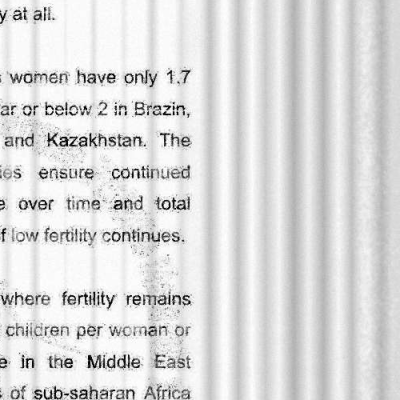 y at all.
women have only 1.7
ar or below 2 in Brazin,
and Kazakhstan. The
ies ensure continued
e over time and total
f low fertility continues.
where fertility remains
children per woman or
e in the Middle East
s of sub-saharan Africa